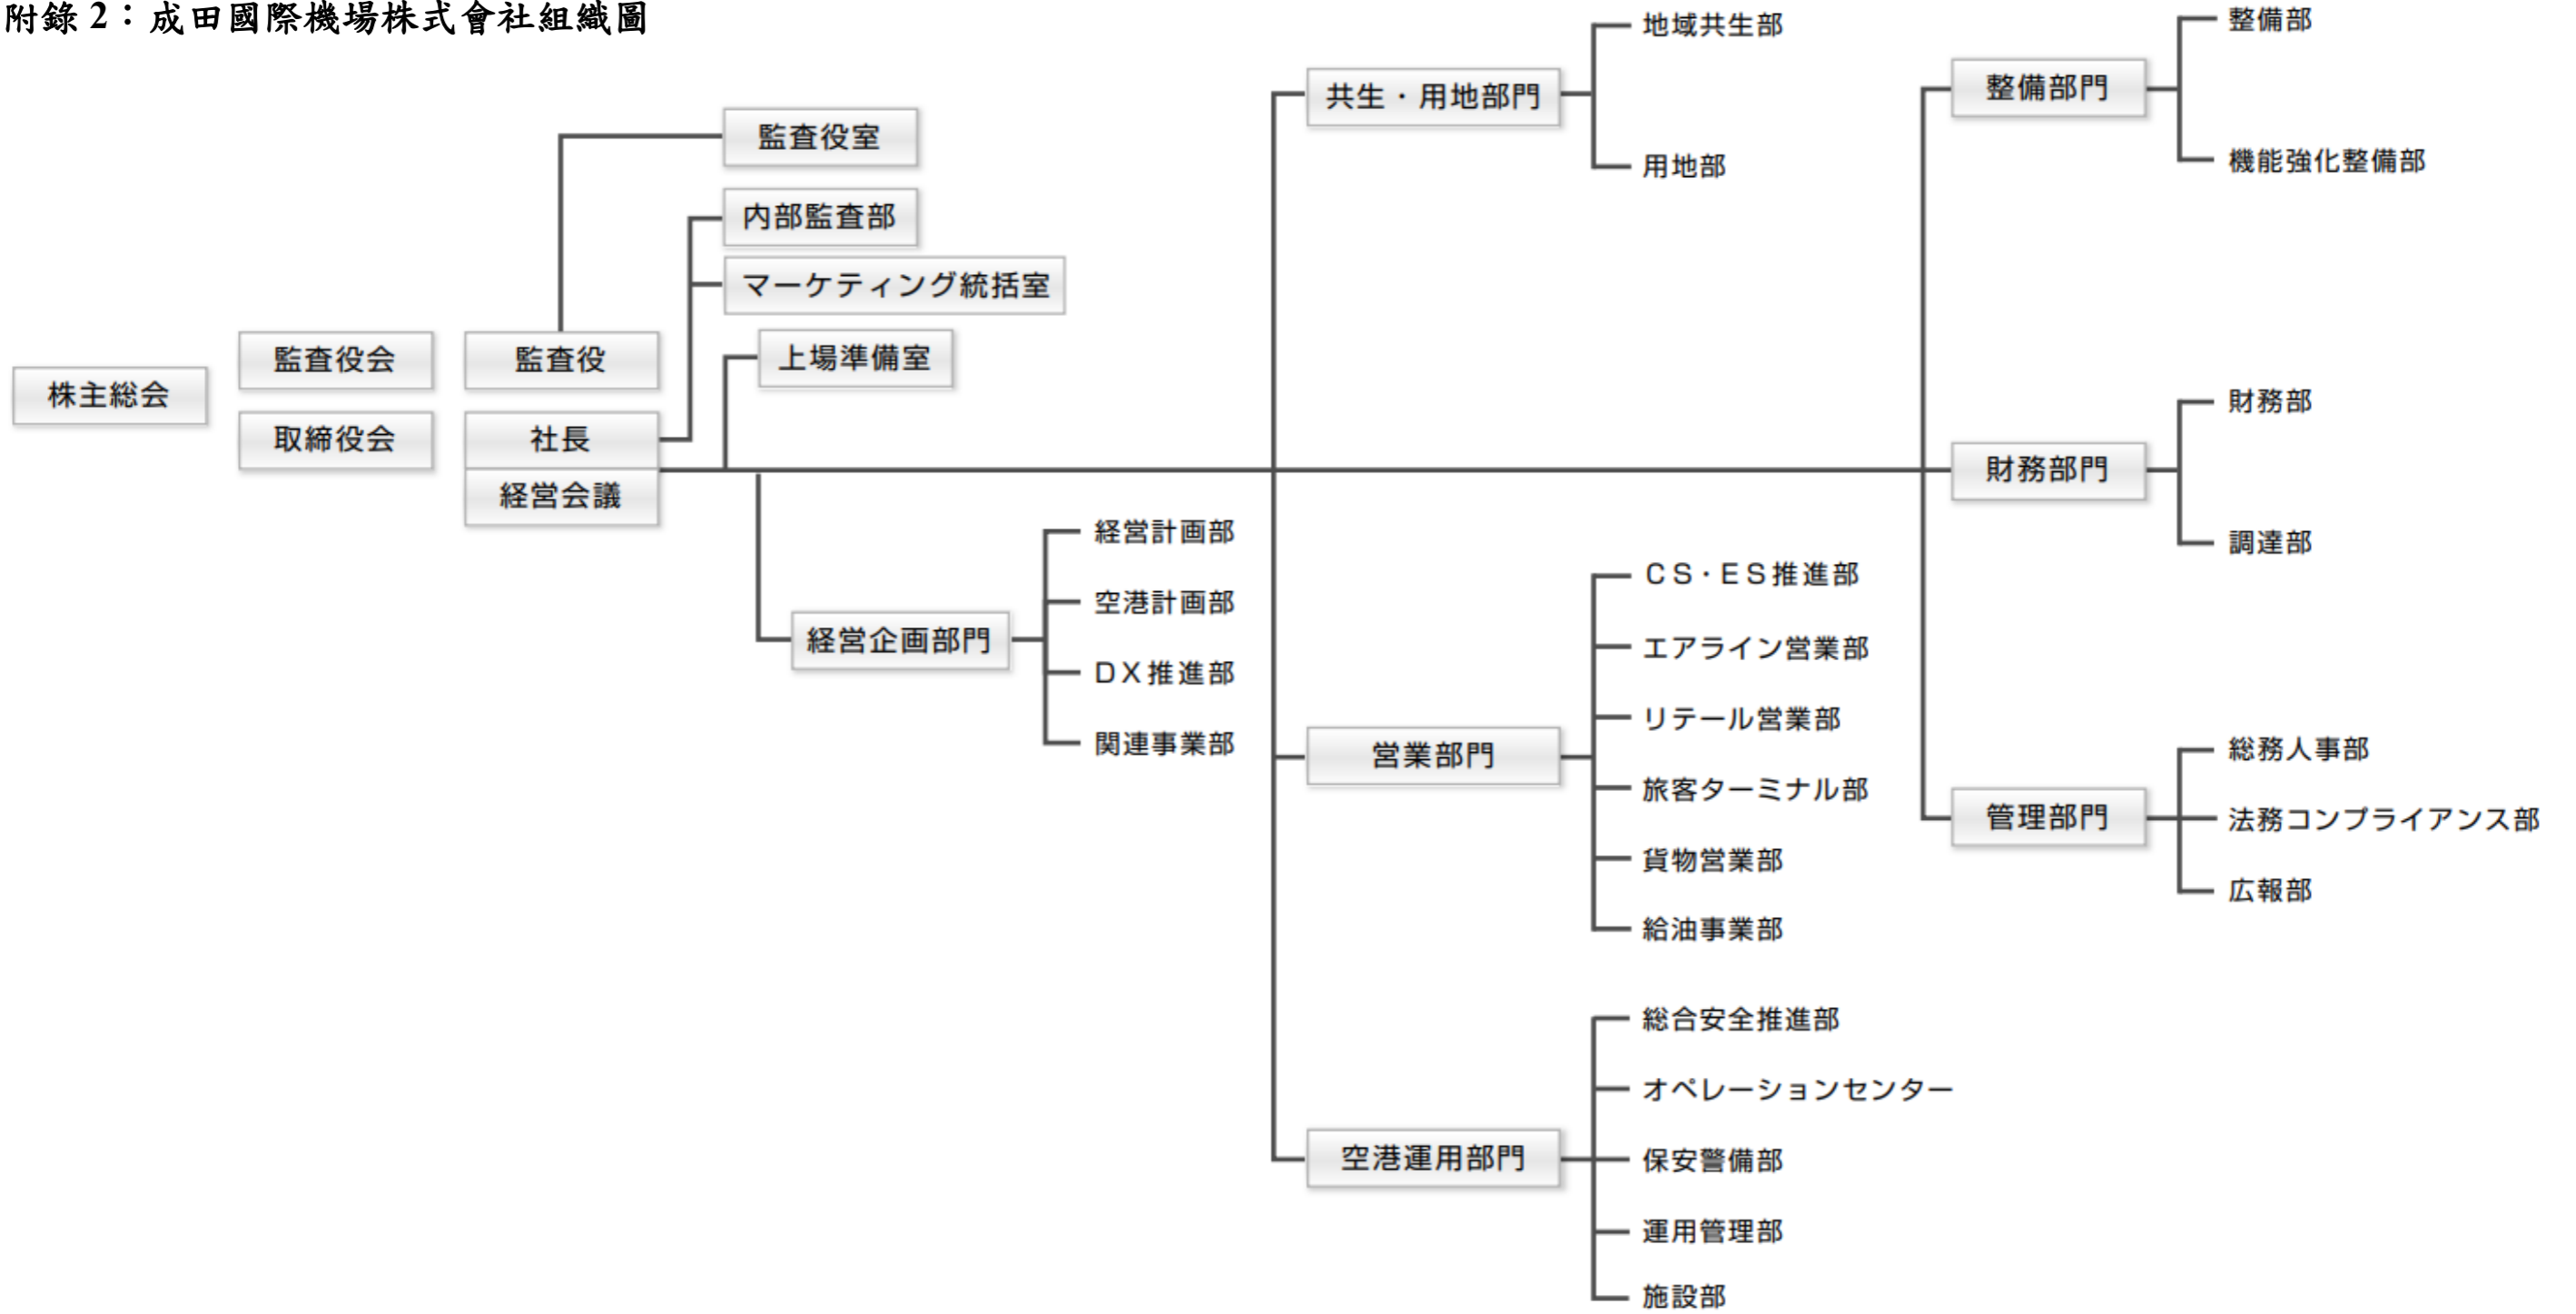 附錄 2：成田國際機場株式會社組織圖
株主総会
監査役会
取締役会
監査役
社長
経営会議
監査役室
内部監査部
マーケティング統括室
上場準備室
経営企画部門
経営計画部
空港計画部
DX推進部
関連事業部
共生・用地部門
地域共生部
用地部
営業部門
CS・ES推進部
エアライン営業部
リテール営業部
旅客ターミナル部
貨物営業部
給油事業部
空港運用部門
総合安全推進部
オペレーションセンター
保安警備部
運用管理部
施設部
整備部門
整備部
機能強化整備部
財務部門
財務部
調達部
管理部門
総務人事部
法務コンプライアンス部
広報部